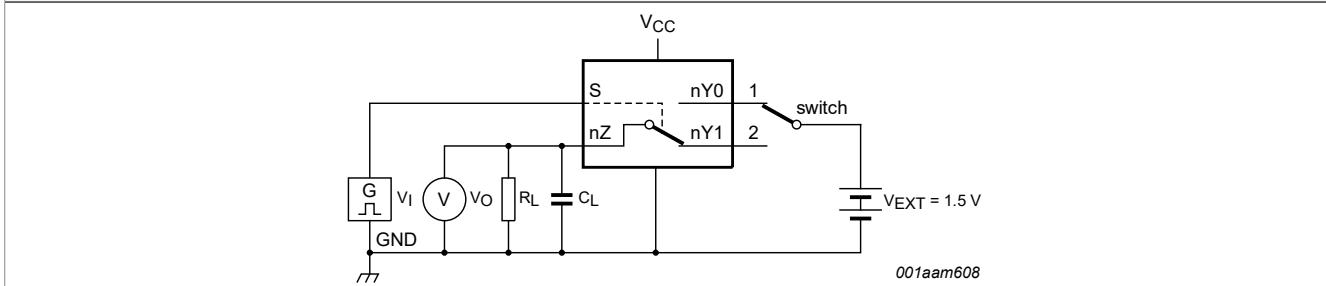 VCC
S
nY0
1
switch
nZ
nY1
2
G
VI
V
VO
RL
CL
VEXT = 1.5 V
GND
001aam608